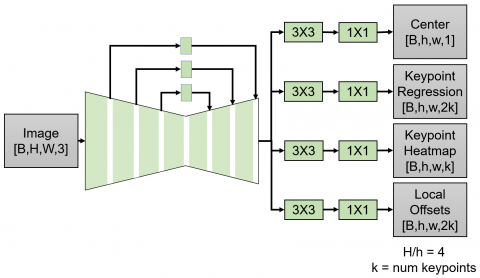 Image
[B,H,W,3]
3X3
1X1
Center
[B,h,w,1]
3X3
1X1
Keypoint
Regression
[B,h,w,2k]
3X3
1X1
Keypoint
Heatmap
[B,h,w,k]
3X3
1X1
Local
Offsets
[B,h,w,2k]
H/h = 4
k = num keypoints